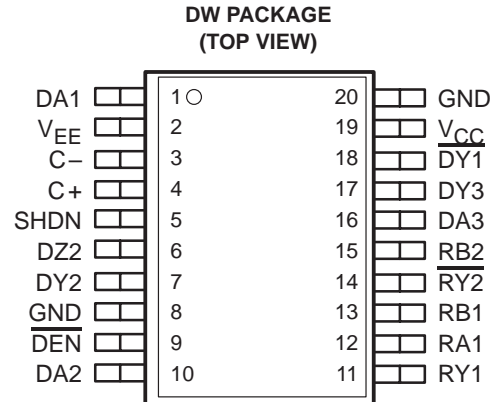 DW PACKAGE
(TOP VIEW)
DA1 1 20 GND
VEE 2 19 VCC
C– 3 18 DY1
C+ 4 17 DY3
SHDN 5 16 DA3
DZ2 6 15 RB2
DY2 7 14 RY2
GND 8 13 RB1
DEN 9 12 RA1
DA2 10 11 RY1